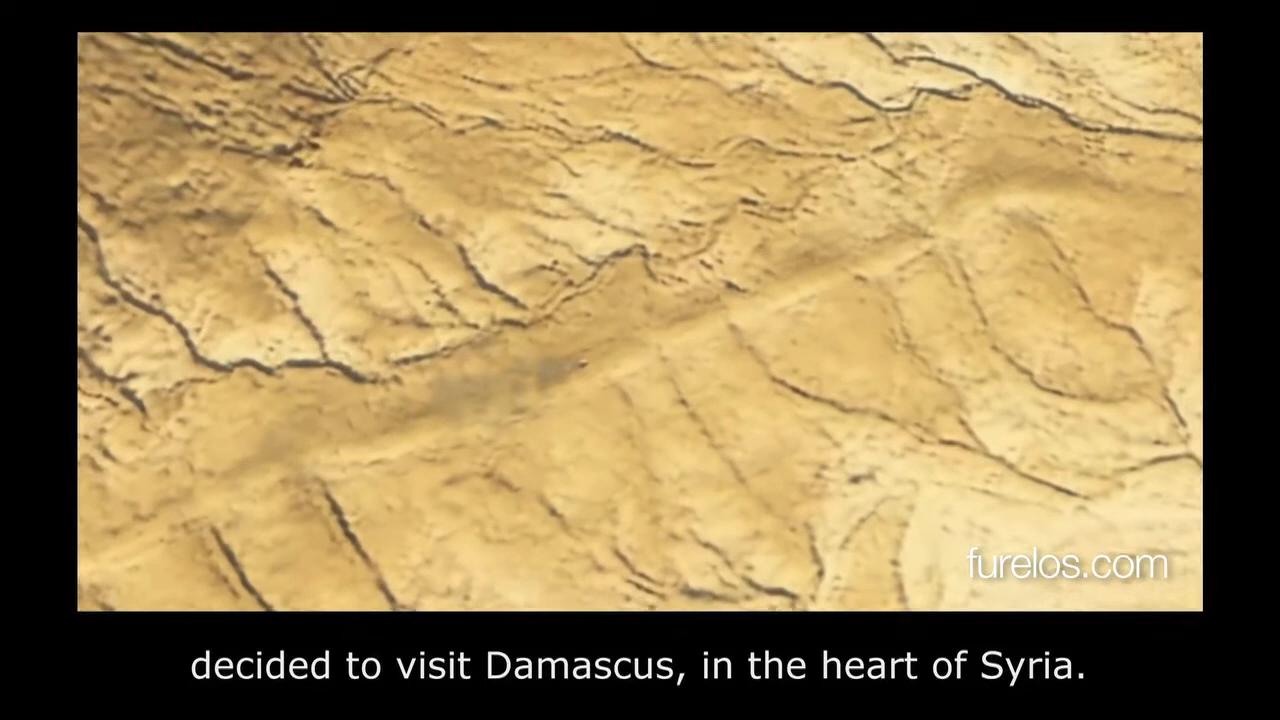 furelos.com
decided to visit Damascus, in the heart of Syria.